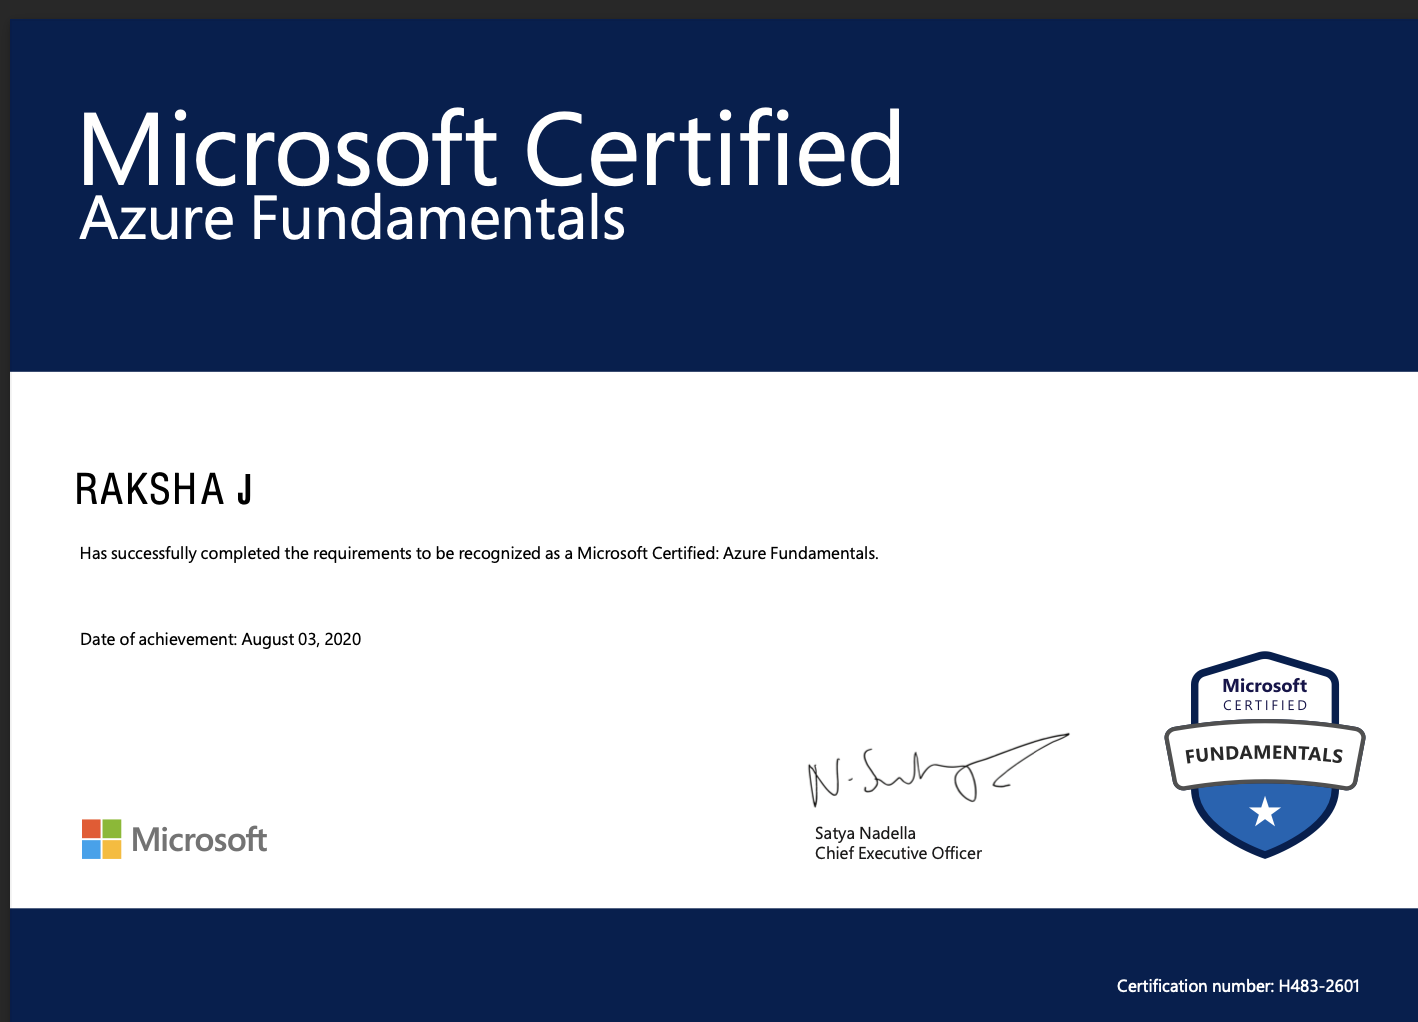 Microsoft Certified
Azure Fundamentals
RAKSHA J
Has successfully completed the requirements to be recognized as a Microsoft Certified: Azure Fundamentals.
Date of achievement: August 03, 2020
Microsoft
CERTIFIED
FUNDAMENTALS
N. Satya
Satya Nadella
Chief Executive Officer
Microsoft
Certification number: H483-2601